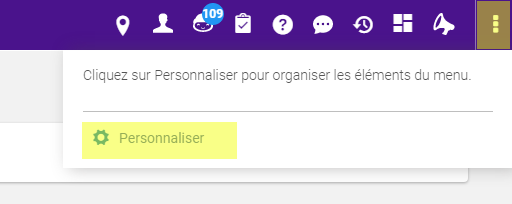 109
Cliquez sur Personnaliser pour organiser les éléments du menu.
Personnaliser